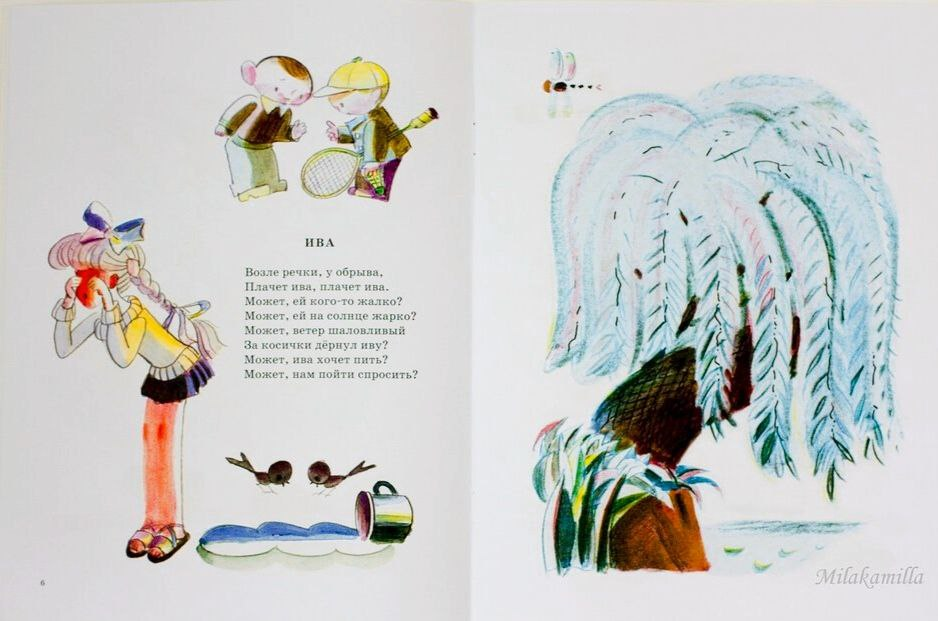 ИВА
Возле речки, у обрыва,
Плачет ива, плачет ива.
Может, ей кого-то жалко?
Может, ей на солнце жарко?
Может, ветер шаловливый
За косички дёрнул иву?
Может, ива хочет пить?
Может, нам пойти спросить?
6
Milakamilla